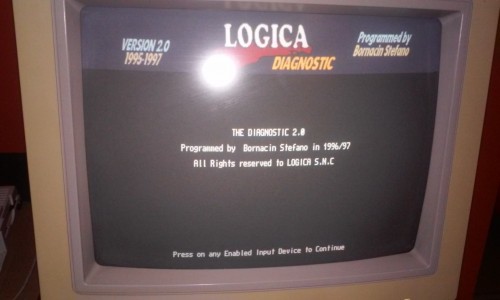 VERSION 2.0
1995-1997
LOGICA
DIAGNOSTIC
Programmed by
Bornacin Stefano
THE DIAGNOSTIC 2.0
Programmed by Bornacin Stefano in 1996/97
All Rights reserved to LOGICA S.N.C
Press on any Enabled Input Device to Continue